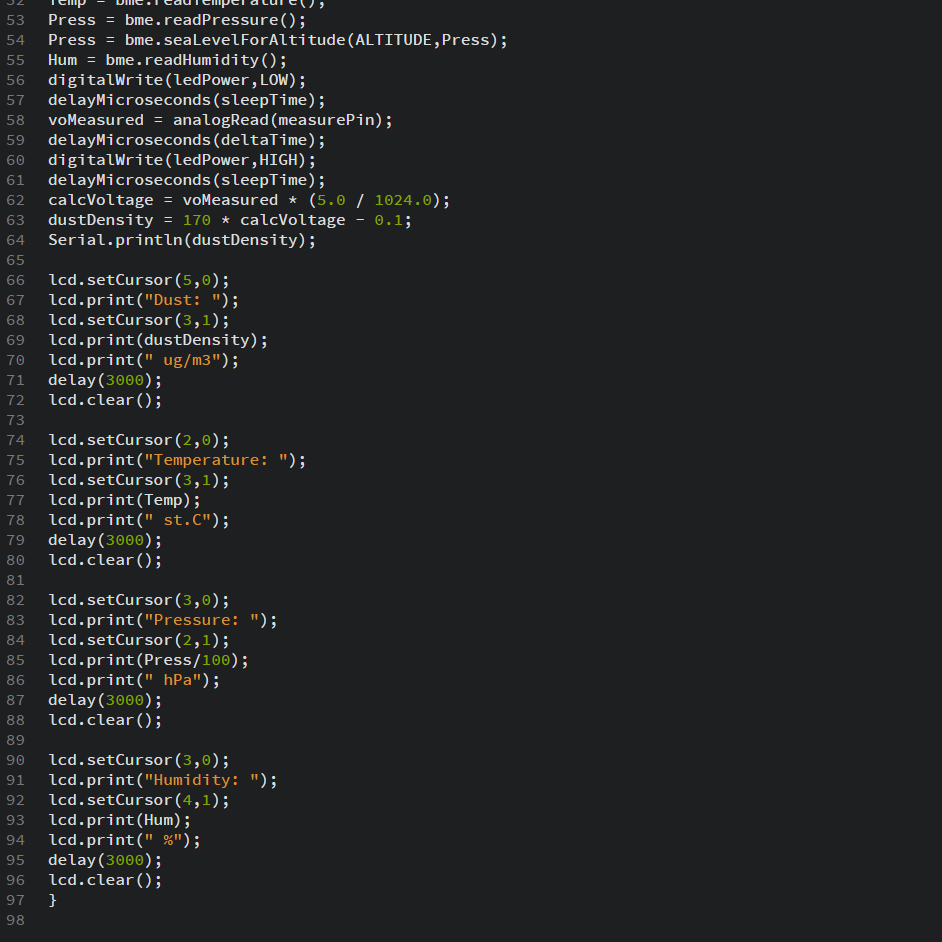 52 Temp = bme.readTemperature();
53 Press = bme.readPressure();
54 Press = bme.seaLevelForAltitude(ALTITUDE,Press);
55 Hum = bme.readHumidity();
56 digitalWrite(ledPower,LOW);
57 delayMicroseconds(sleepTime);
58 voMeasured = analogRead(measurePin);
59 delayMicroseconds(deltaTime);
60 digitalWrite(ledPower,HIGH);
61 delayMicroseconds(sleepTime);
62 calcVoltage = voMeasured * (5.0 / 1024.0);
63 dustDensity = 170 * calcVoltage - 0.1;
64 Serial.println(dustDensity);
65
66 lcd.setCursor(5,0);
67 lcd.print("Dust: ");
68 lcd.setCursor(3,1);
69 lcd.print(dustDensity);
70 lcd.print(" ug/m3");
71 delay(3000);
72 lcd.clear();
73
74 lcd.setCursor(2,0);
75 lcd.print("Temperature: ");
76 lcd.setCursor(3,1);
77 lcd.print(Temp);
78 lcd.print(" st.C");
79 delay(3000);
80 lcd.clear();
81
82 lcd.setCursor(3,0);
83 lcd.print("Pressure: ");
84 lcd.setCursor(2,1);
85 lcd.print(Press/100);
86 lcd.print(" hPa");
87 delay(3000);
88 lcd.clear();
89
90 lcd.setCursor(3,0);
91 lcd.print("Humidity: ");
92 lcd.setCursor(4,1);
93 lcd.print(Hum);
94 lcd.print(" %");
95 delay(3000);
96 lcd.clear();
97 }
98